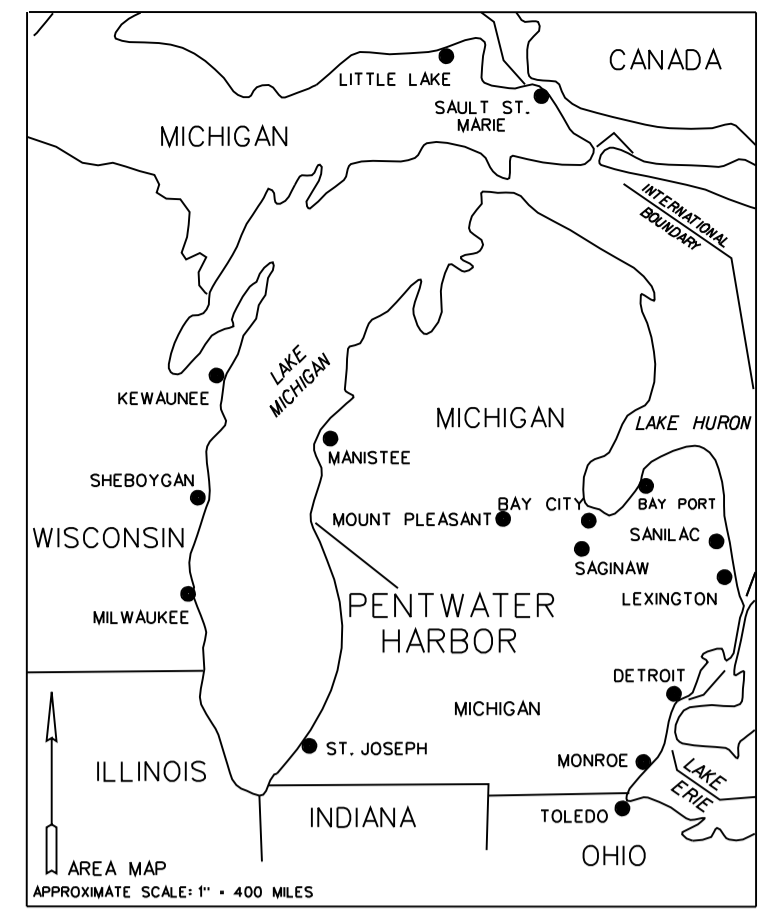 CANADA
LITTLE LAKE
SAULT ST.
MARIE
MICHIGAN
INTERNATIONAL
BOUNDARY
LAKE
MICHIGAN
KEWAUNEE
MICHIGAN
LAKE HURON
MANISTEE
SHEBOYGAN
BAY CITY
BAY PORT
MOUNT PLEASANT
WISCONSIN
SANILAC
SAGINAW
LEXINGTON
MILWAUKEE
PENTWATER
HARBOR
DETROIT
MICHIGAN
ST. JOSEPH
MONROE
ILLINOIS
LAKE
ERIE
INDIANA
TOLEDO
OHIO
AREA MAP
APPROXIMATE SCALE: 1" = 400 MILES